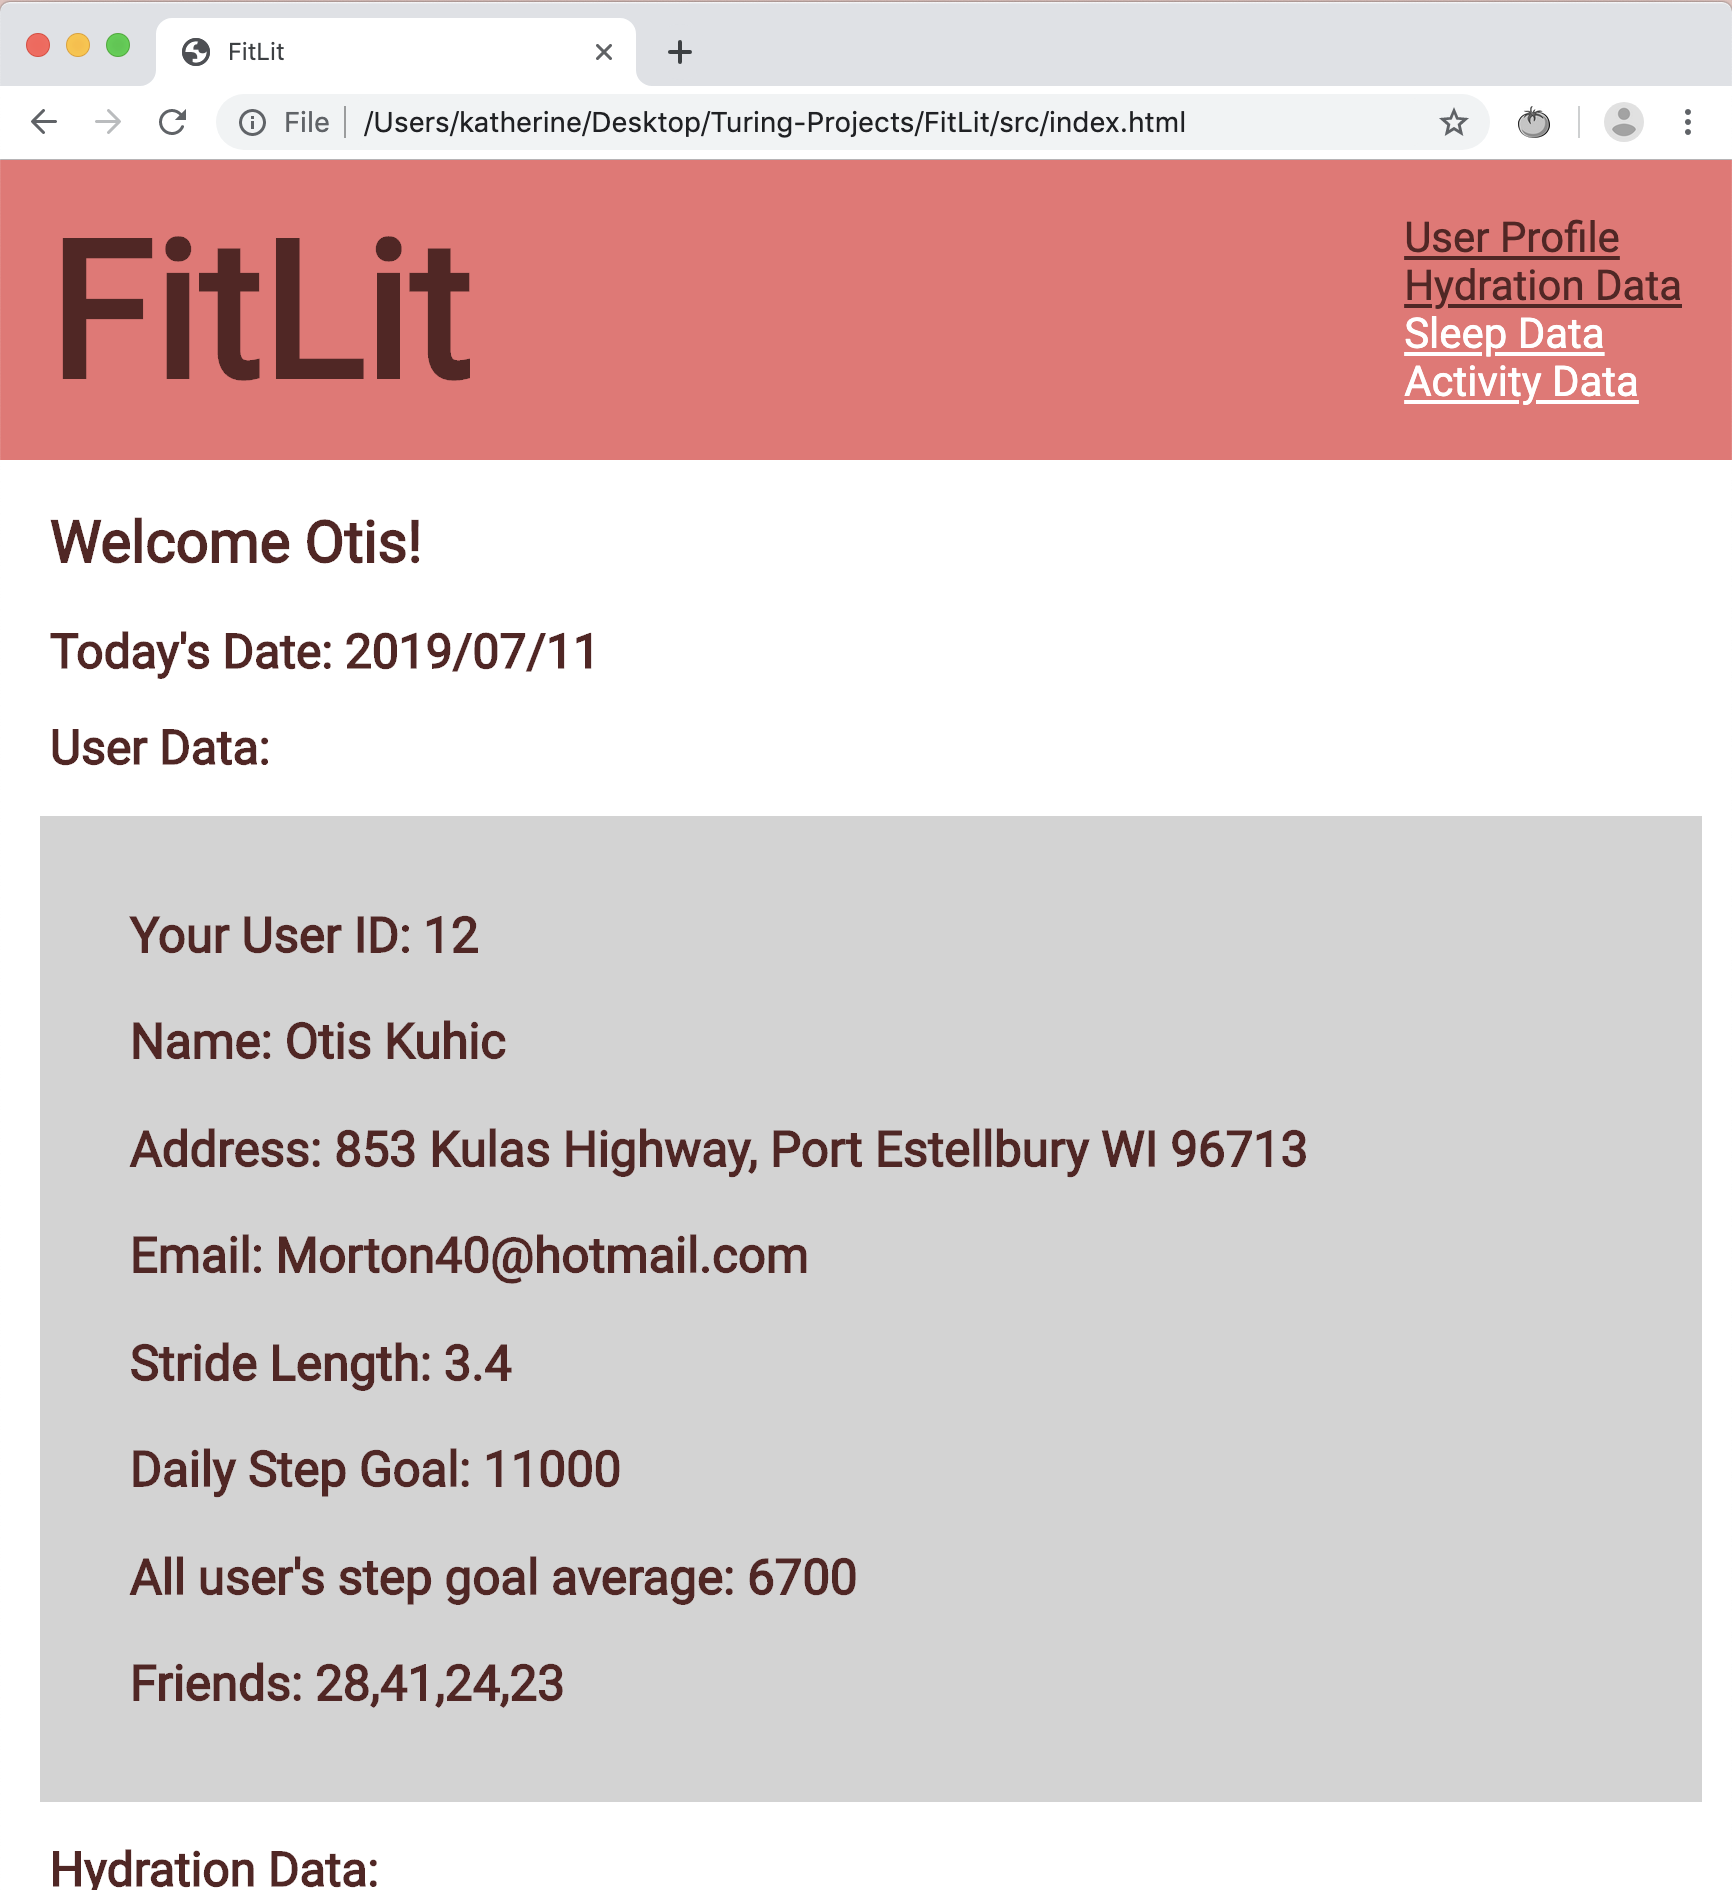 FitLit
File
/Users/katherine/Desktop/Turing-Projects/FitLit/src/index.html
FitLit
User Profile
Hydration Data
Sleep Data
Activity Data
Welcome Otis!
Today's Date: 2019/07/11
User Data:
Your User ID: 12
Name: Otis Kuhic
Address: 853 Kulas Highway, Port Estellbury WI 96713
Email: Morton40@hotmail.com
Stride Length: 3.4
Daily Step Goal: 11000
All user's step goal average: 6700
Friends: 28,41,24,23
Hydration Data: